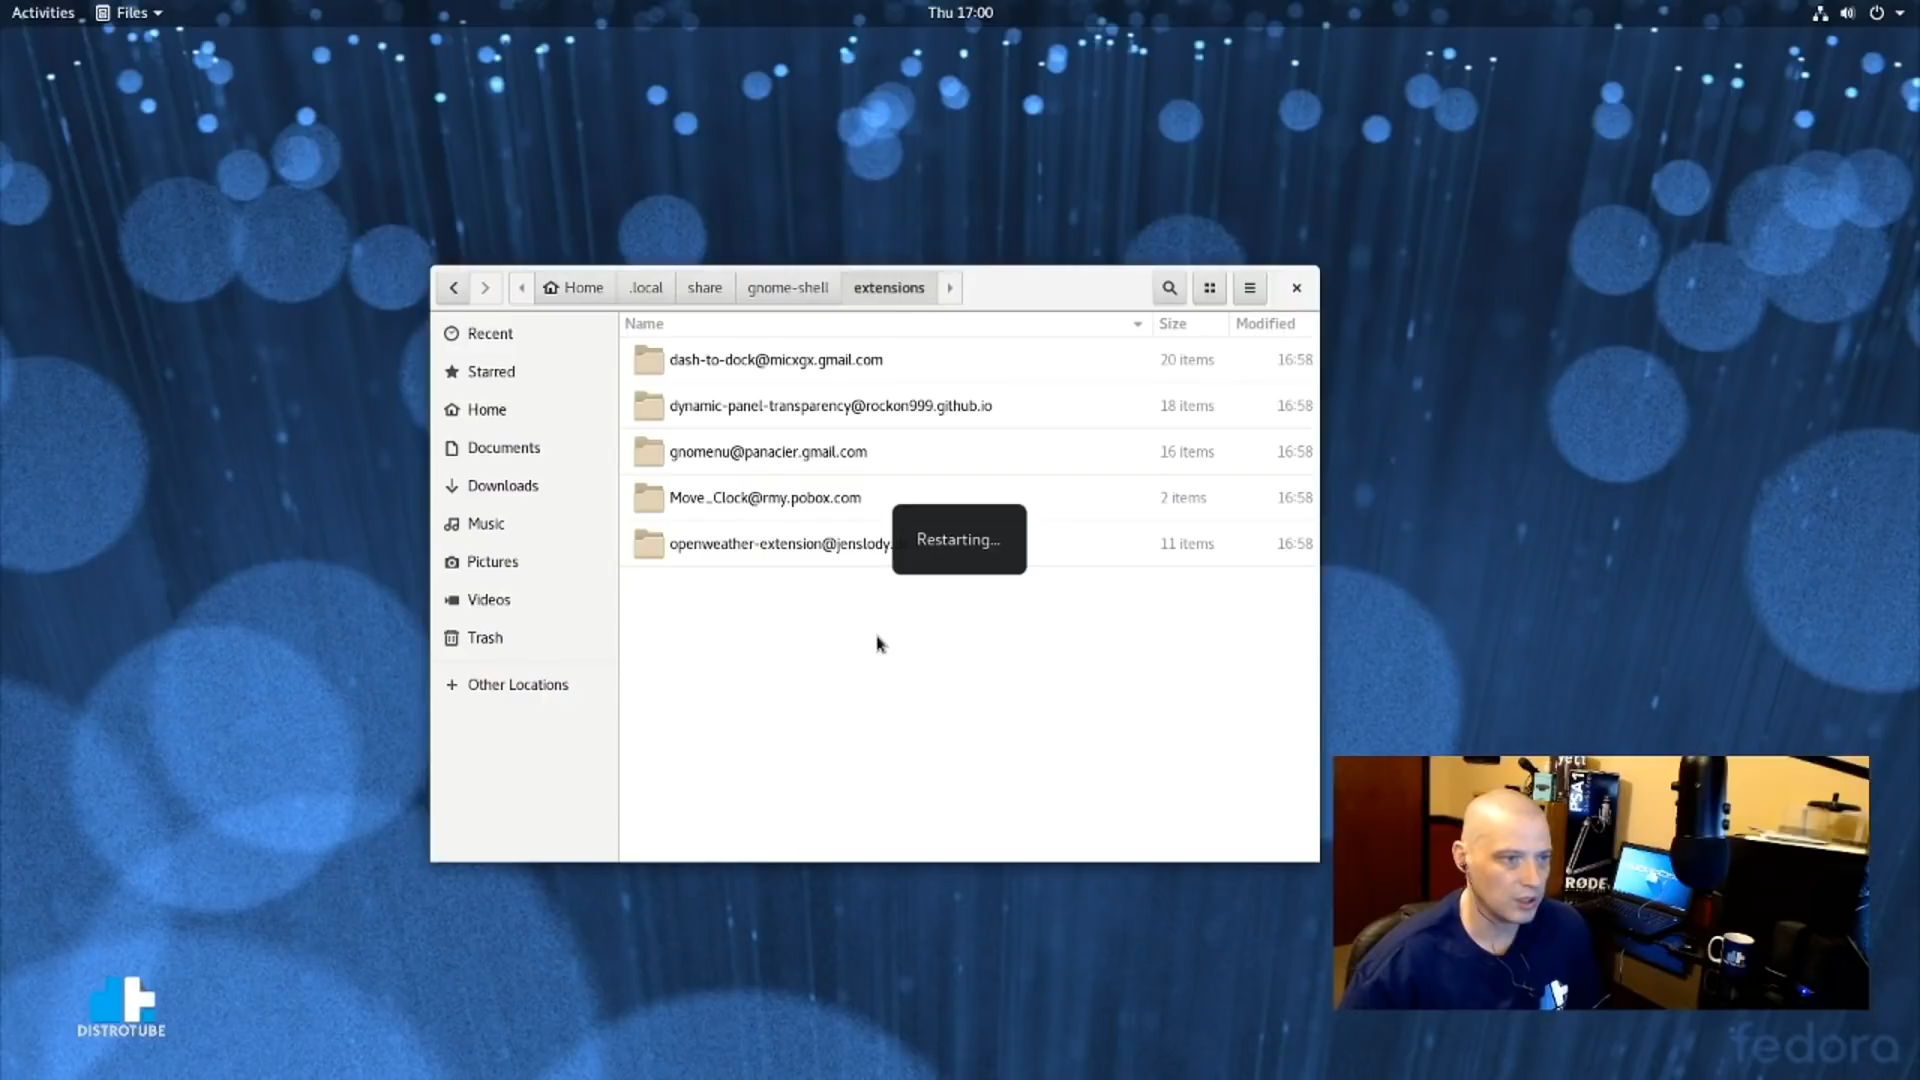 Activities Files Thu 17:00
Home .local share gnome-shell extensions
Name Size Modified
Recent
Starred
Home
Documents
Downloads
Music
Pictures
Videos
Trash
Other Locations
dash-to-dock@micxgx.gmail.com 20 items 16:58
dynamic-panel-transparency@rockon999.github.io 18 items 16:58
gnomenu@panacier.gmail.com 16 items 16:58
Move_Clock@rmy.pobox.com 2 items 16:58
openweather-extension@jenslody. 11 items 16:58
Restarting...
PSA1
RØDE
DISTROTUBE
fedora